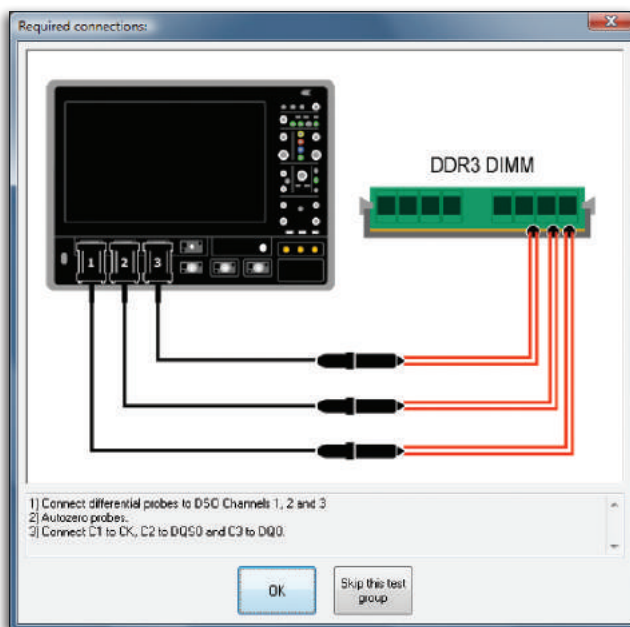 Required connections:
DDR3 DIMM
1 2 3
1) Connect differential probes to DSO Channels 1, 2 and 3
2) Autozero probes.
3) Connect C1 to CK, C2 to DQS0 and C3 to DQ0.
OK
Skip this test
group